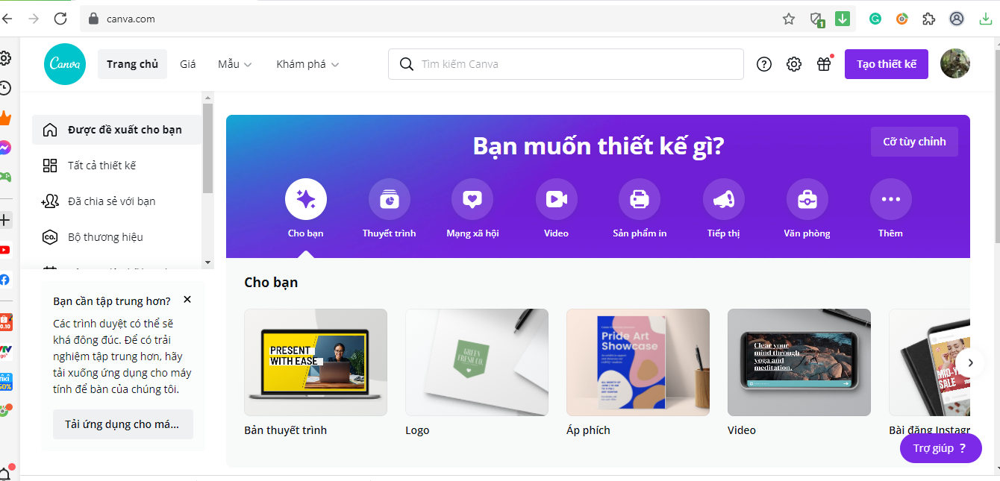 canva.com
1
Canva
Trang chủ
Giá
Mẫu
Khám phá
Tìm kiếm Canva
?
Tạo thiết kế
Được đề xuất cho bạn
Tất cả thiết kế
Đã chia sẻ với bạn
CO.
Bộ thương hiệu
Bạn cần tập trung hơn?
Các trình duyệt có thể sẽ
khá đông đúc. Để có trải
nghiệm tập trung hơn, hãy
tải xuống ứng dụng cho máy
tính để bàn của chúng tôi.
Tải ứng dụng cho má...
Bạn muốn thiết kế gì?
Cỡ tùy chỉnh
Cho bạn
Thuyết trình
Mạng xã hội
Video
Sản phẩm in
Tiếp thị
Văn phòng
Thêm
Cho bạn
PRESENT
WITH EASE
GREEN
FRESH CO.
Pride Art
Showcase
Clear your
mind through
yoga and
meditation.
MID-Y
SALE
Bản thuyết trình
Logo
Áp phích
Video
Bài đăng Instagr
Trợ giúp ?